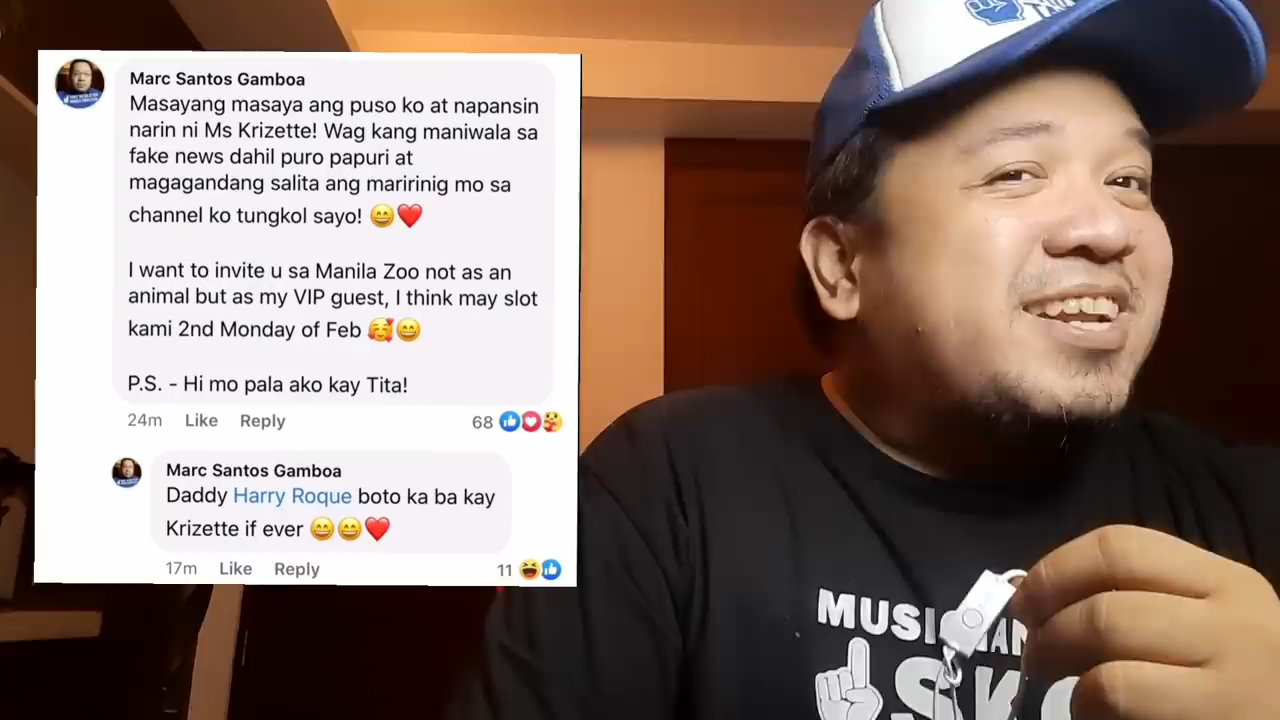 Marc Santos Gamboa
Masayang masaya ang puso ko at napansin
narin ni Ms Krizette! Wag kang maniwala sa
fake news dahil puro papuri at
magagandang salita ang maririnig mo sa
channel ko tungkol sayo! 😄❤️
I want to invite u sa Manila Zoo not as an
animal but as my VIP guest, I think may slot
kami 2nd Monday of Feb 🥰😄
P.S. - Hi mo pala ako kay Tita!
24m Like Reply 68
Marc Santos Gamboa
Daddy Harry Roque boto ka ba kay
Krizette if ever 😄😄❤️
17m Like Reply 11